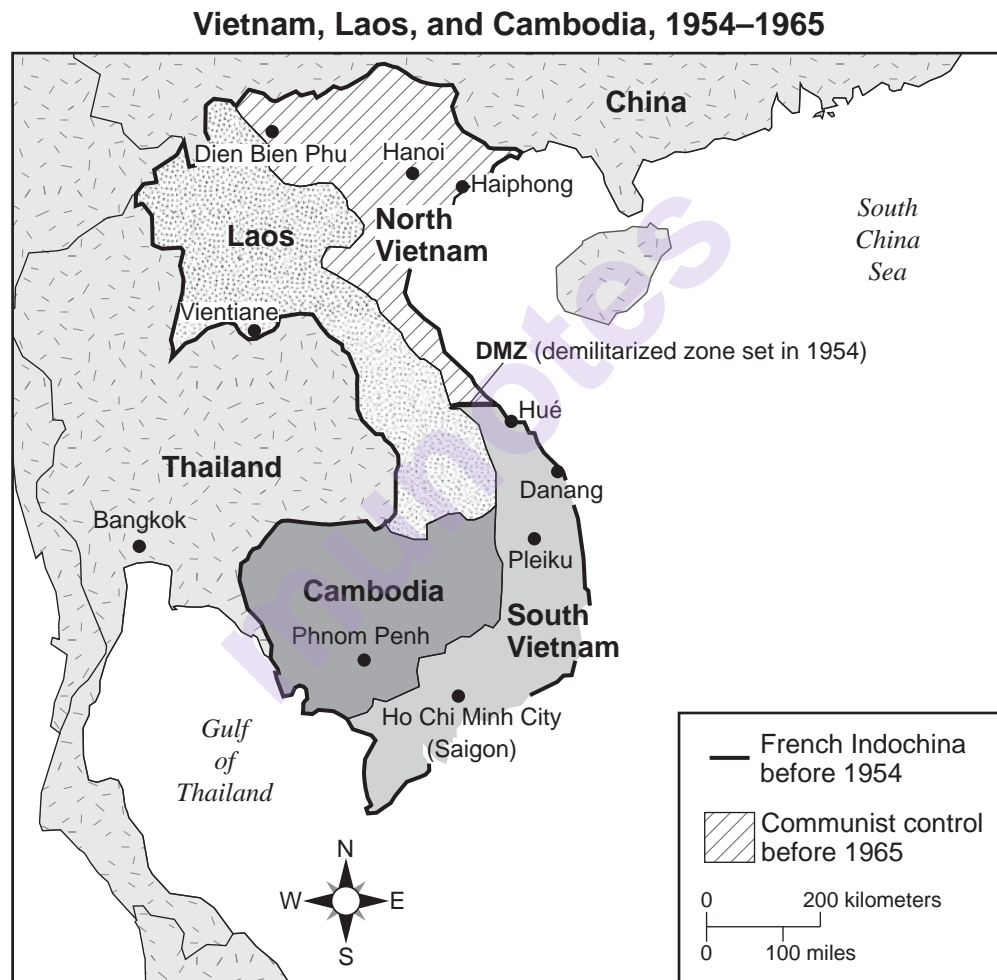 Vietnam, Laos, and Cambodia, 1954–1965
China
Dien Bien Phu
Hanoi
Haiphong
North
Vietnam
South
China
Sea
Laos
Vientiane
DMZ (demilitarized zone set in 1954)
Hué
Thailand
Danang
Bangkok
Pleiku
Cambodia
Phnom Penh
South
Vietnam
Ho Chi Minh City
(Saigon)
Gulf
of
Thailand
N
W
E
S
French Indochina
before 1954
Communist control
before 1965
0 200 kilometers
0 100 miles
munotes